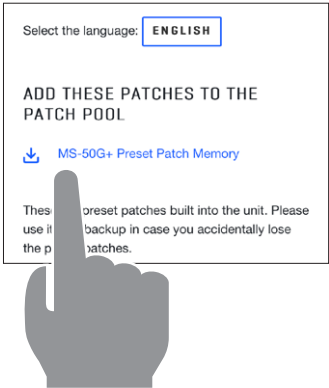 Select the language: ENGLISH
ADD THESE PATCHES TO THE
PATCH POOL
MS-50G+ Preset Patch Memory
These preset patches built into the unit. Please
use it backup in case you accidentally lose
the p patches.